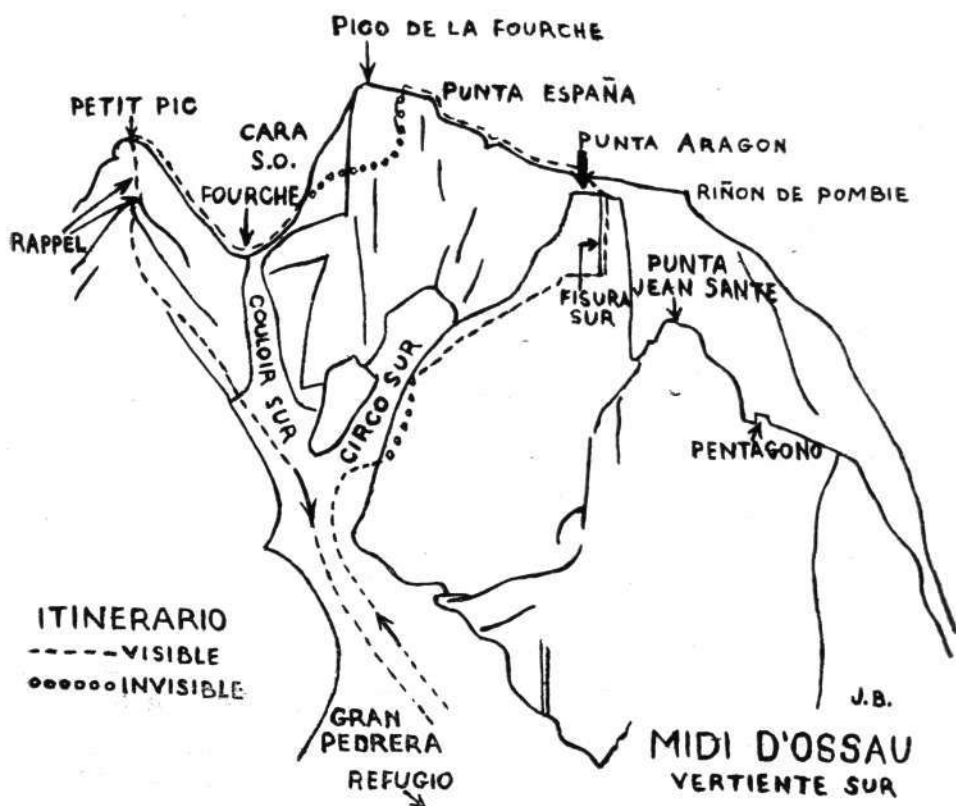 PICO DE LA FOURCHE
PETIT PIC
CARA
S.O.
PUNTA ESPAÑA
PUNTA ARAGON
FOURCHE
RIÑON DE POMBIE
RAPPEL
PUNTA
JEAN SANTE
FISURA
SUR
COULOIR SUR
CIRCO SUR
PENTAGONO
ITINERARIO
VISIBLE
INVISIBLE
GRAN
PEDRERA
REFUGIO
J.B.
MIDI D'OSSAU
VERTIENTE SUR